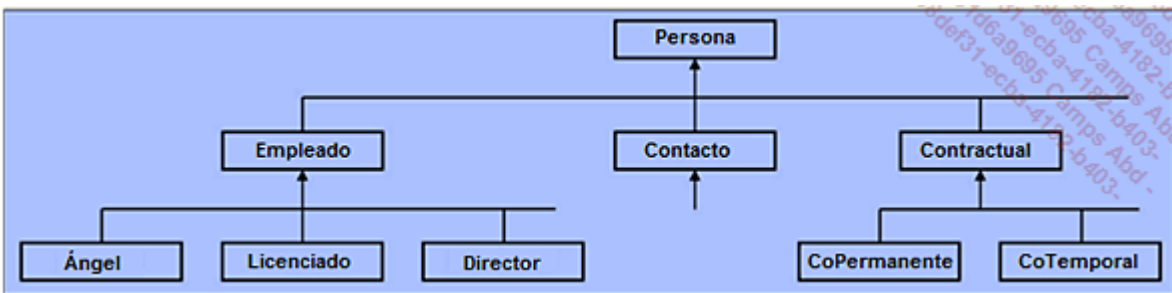 Persona
Empleado Contacto Contractual
Ángel Licenciado Director CoPermanente CoTemporal